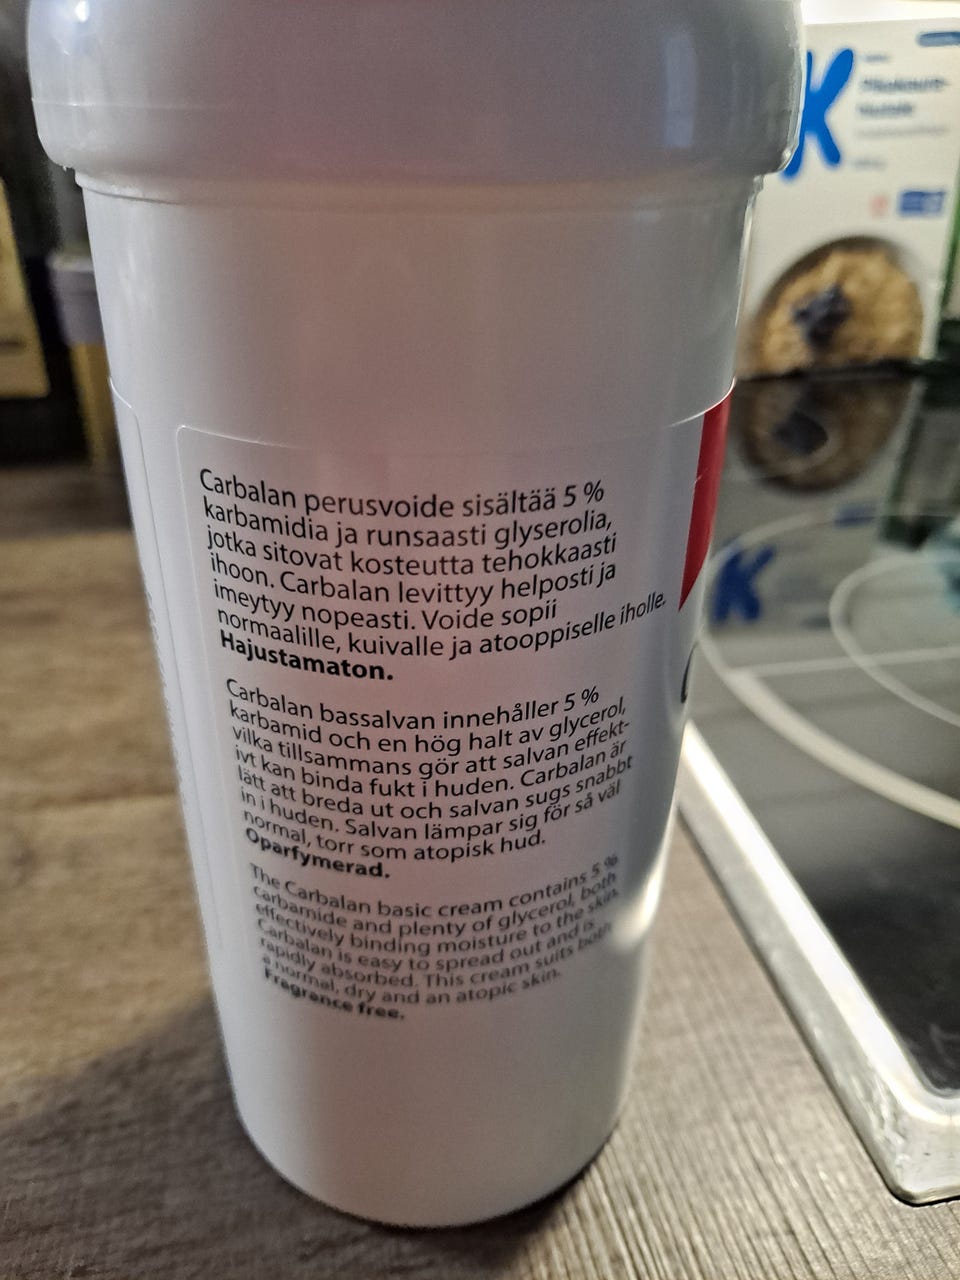 Carbalan perusvoide sisältää 5 %
karbamidia ja runsaasti glyserolia,
jotka sitovat kosteutta tehokkaasti
ihoon. Carbalan levittyy helposti ja
imeytyy nopeasti. Voide sopii
normaalille, kuivalle ja atooppiselle iholle.
Hajustamaton.
Carbalan bassalvan innehåller 5 %
karbamid och en hög halt av glycerol,
vilka tillsammans gör att salvan effekt-
ivt kan binda fukt i huden. Carbalan är
lätt att breda ut och salvan sugs snabbt
in i huden. Salvan lämpar sig för så väl
normal, torr som atopisk hud.
Oparfymerad.
The Carbalan basic cream contains 5 %
carbamide and plenty of glycerol, both
effectively binding moisture to the skin.
Carbalan is easy to spread out and is
rapidly absorbed. This cream suits both
a normal, dry and an atopic skin.
Fragrance free.
K